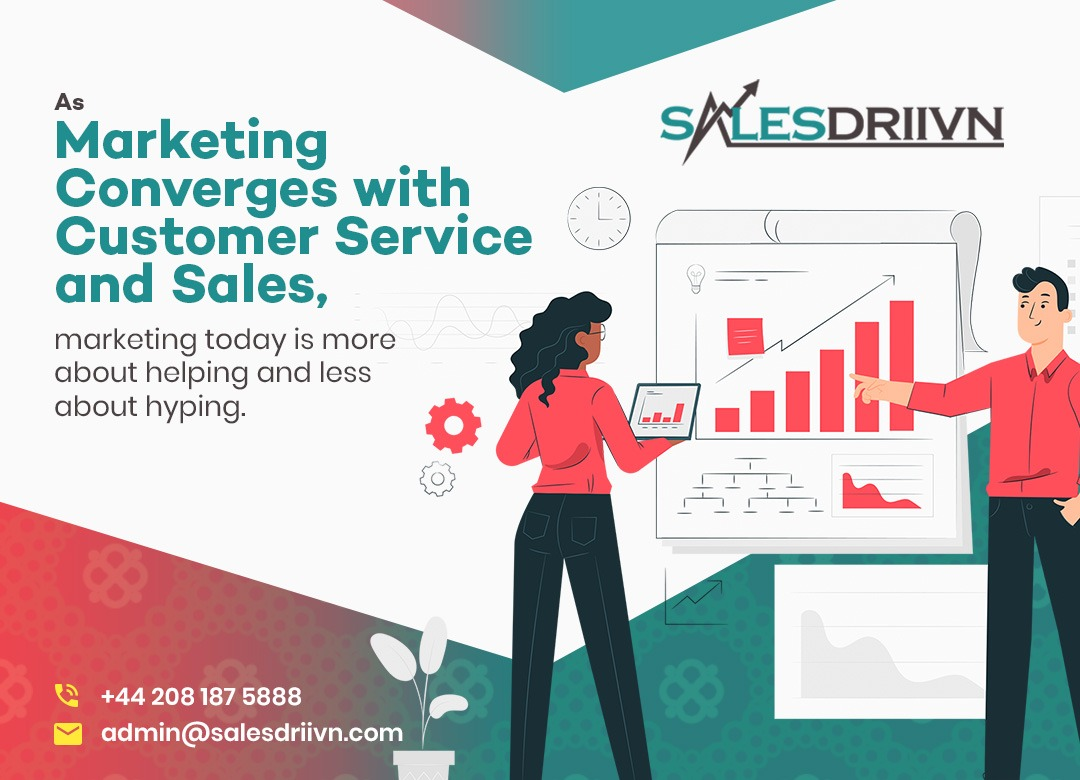 As
Marketing
Converges with
Customer Service
and Sales,
marketing today is more
about helping and less
about hyping.
SALESDRIIVN
+44 208 187 5888
admin@salesdriivn.com